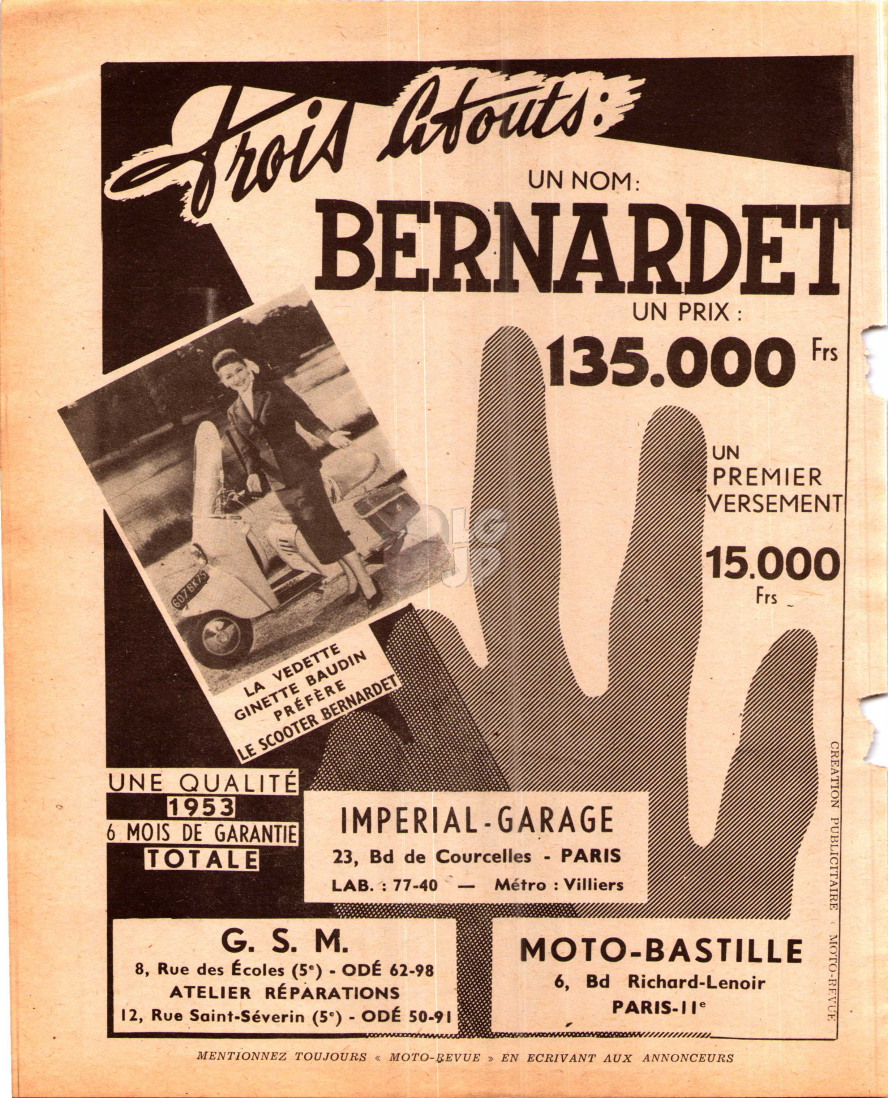 Trois Atouts:
UN NOM:
BERNARDET
UN PRIX :
135.000 Frs
UN
PREMIER
VERSEMENT
15.000
Frs
LA VEDETTE
GINETTE BAUDIN
PRÉFÈRE
LE SCOOTER BERNARDET
UNE QUALITÉ
1953
6 MOIS DE GARANTIE
TOTALE
IMPERIAL-GARAGE
23, Bd de Courcelles - PARIS
LAB. : 77-40 — Métro : Villiers
G. S. M.
8, Rue des Écoles (5e) - ODÉ 62-98
ATELIER RÉPARATIONS
12, Rue Saint-Séverin (5e) - ODÉ 50-91
MOTO-BASTILLE
6, Bd Richard-Lenoir
PARIS-11e
CREATION PUBLICITAIRE - MOTO-REVUE
MENTIONNEZ TOUJOURS « MOTO-REVUE » EN ECRIVANT AUX ANNONCEURS
LG
JP